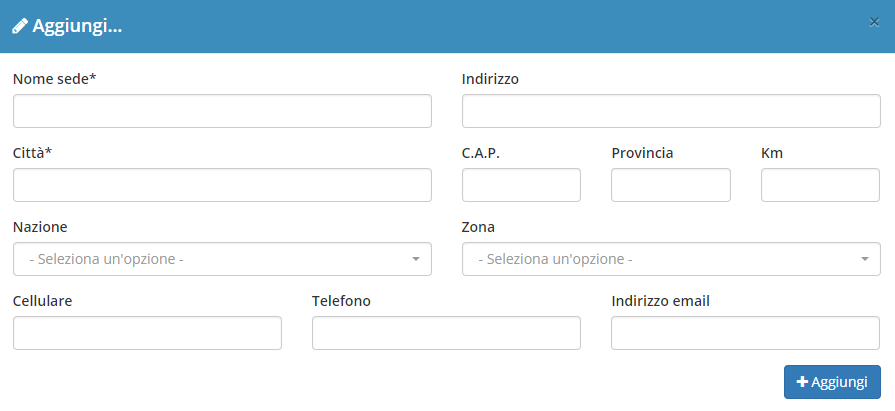 Aggiungi...
×
Nome sede* Indirizzo
Città* C.A.P. Provincia Km
Nazione Zona
- Seleziona un'opzione - - Seleziona un'opzione -
Cellulare Telefono Indirizzo email
Aggiungi